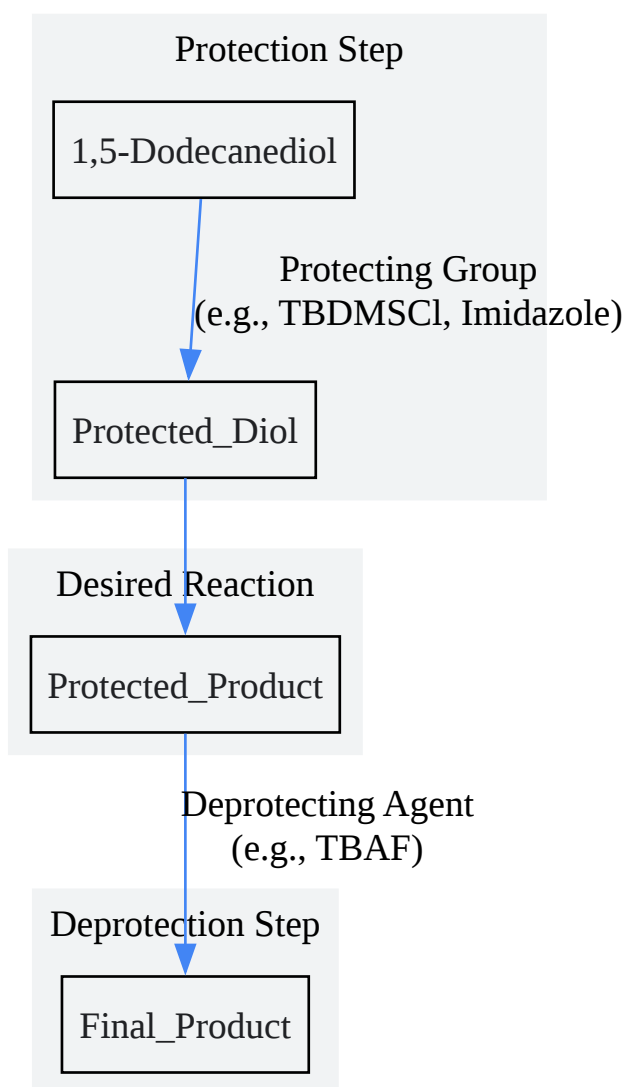 Protection Step
1,5-Dodecanediol
Protecting Group
(e.g., TBDMSCl, Imidazole)
Protected_Diol
Desired Reaction
Protected_Product
Deprotecting Agent
(e.g., TBAF)
Deprotection Step
Final_Product